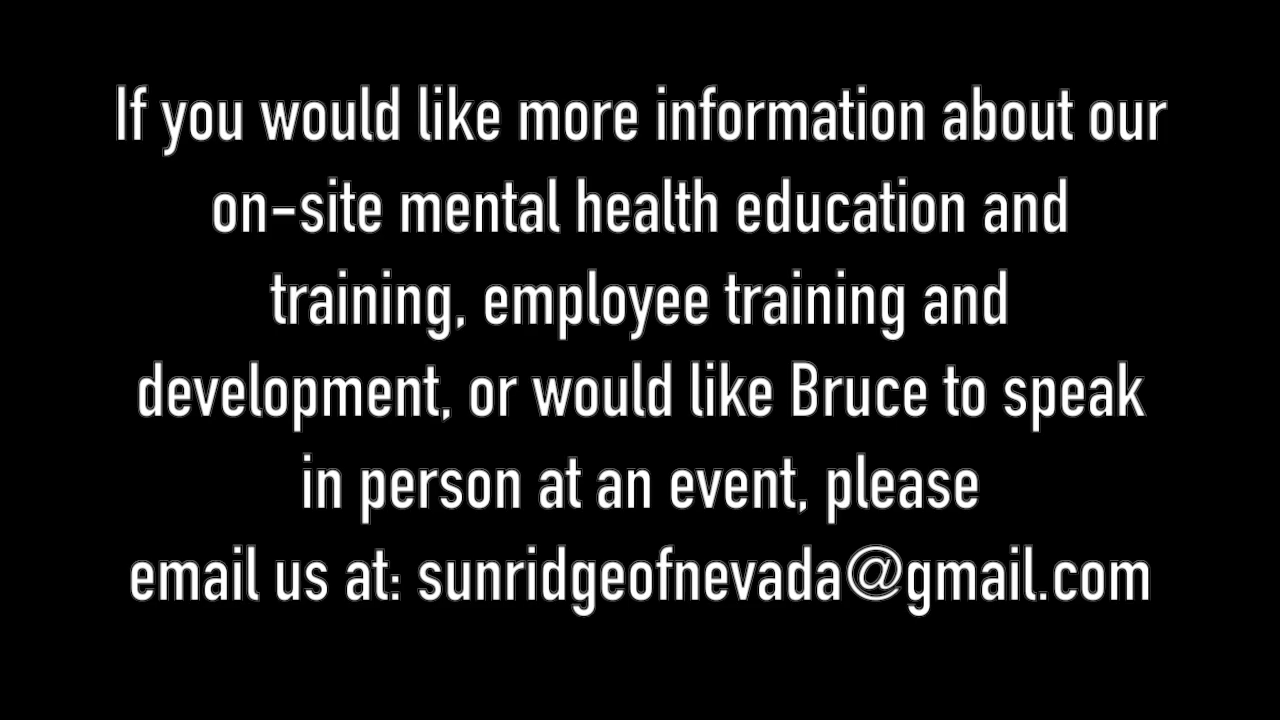 If you would like more information about our
on-site mental health education and
training, employee training and
development, or would like Bruce to speak
in person at an event, please
email us at: sunridgeofnevada@gmail.com